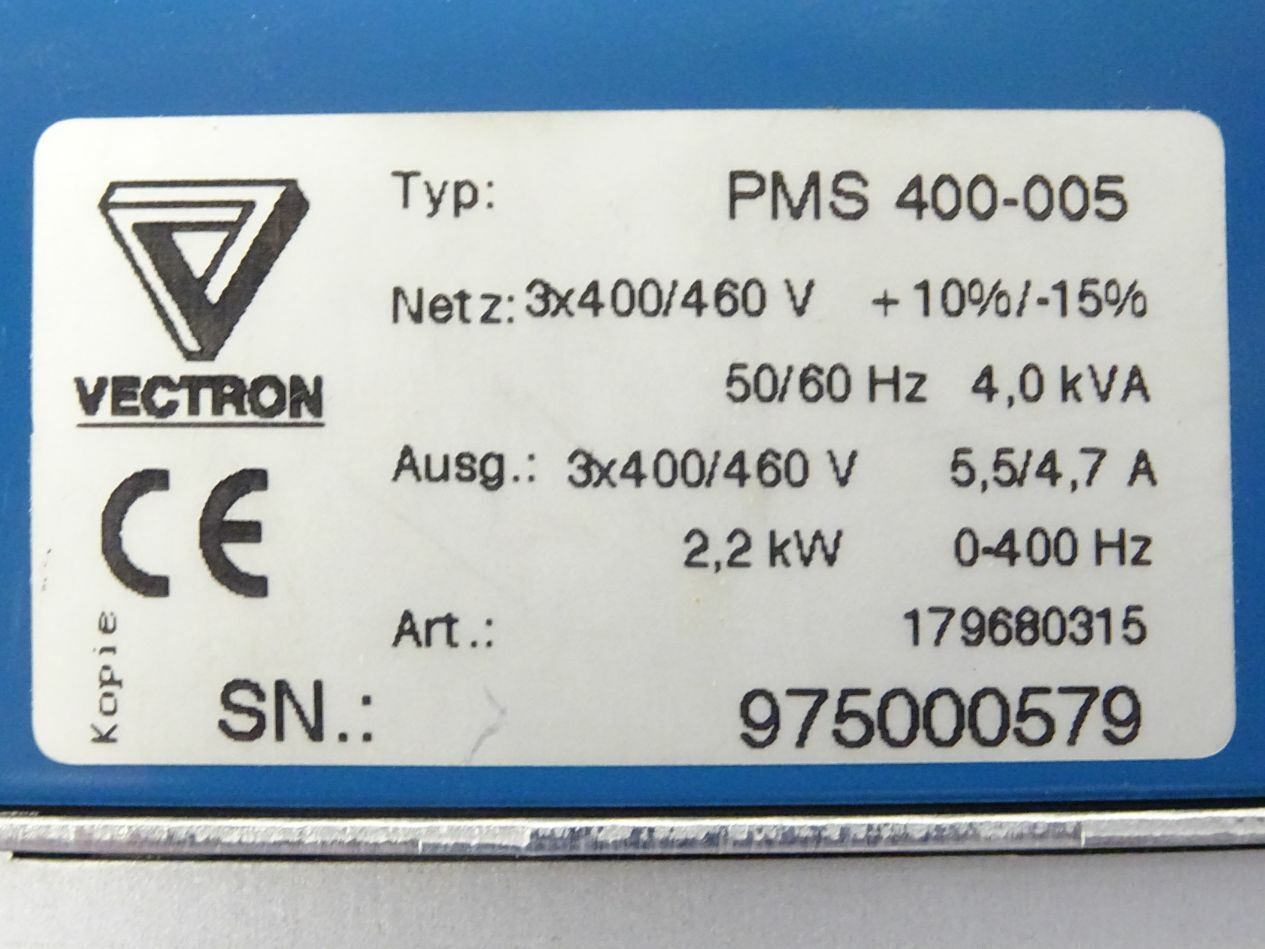 Typ: PMS 400-005
Netz: 3x400/460 V +10%/-15%
50/60 Hz 4,0 kVA
VECTRON
Ausg.: 3x400/460 V 5,5/4,7 A
CE
2,2 kW 0-400 Hz
Art.: 179680315
Kopie
SN.: 975000579